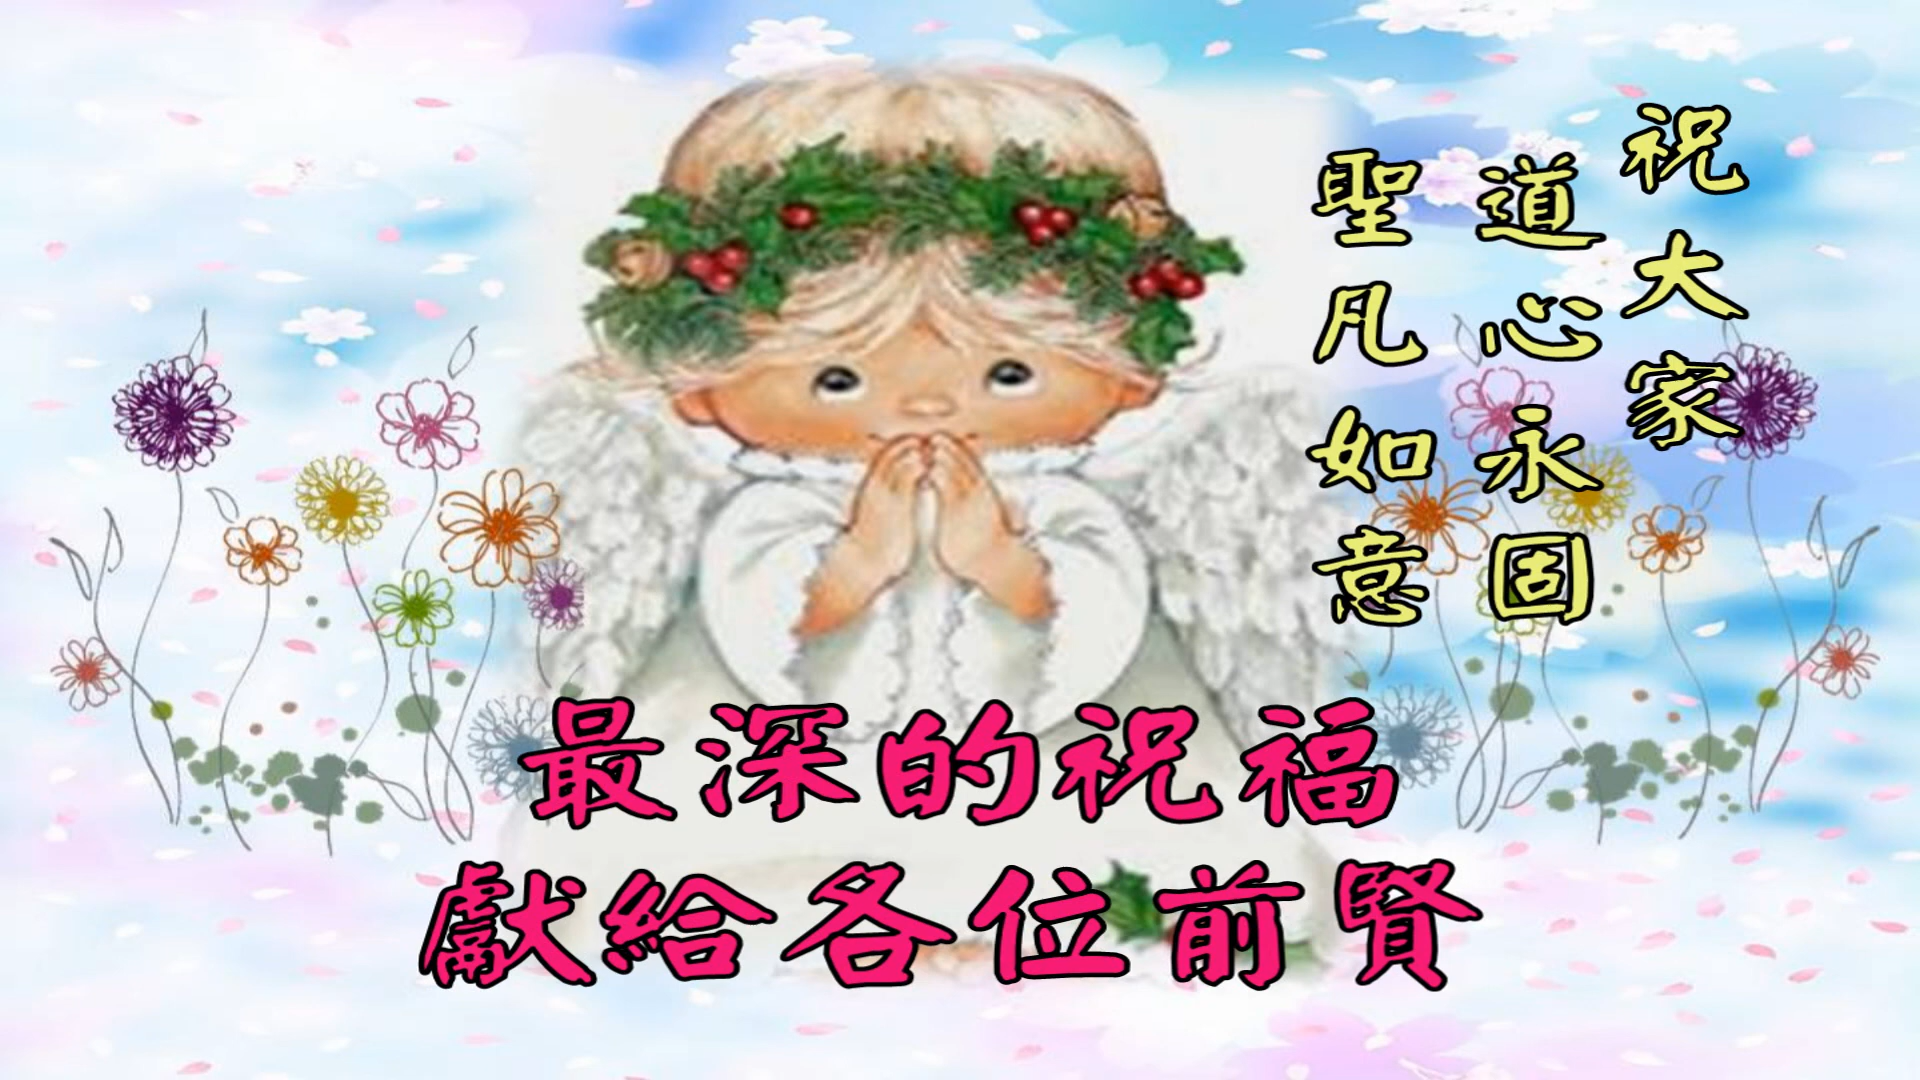 祝大家
道心永固
聖凡如意
最深的祝福
獻給各位前賢